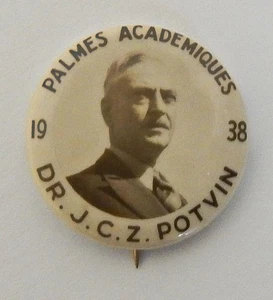 PALMES ACADEMIQUES
19 38
DR. J. C. Z. POTVIN